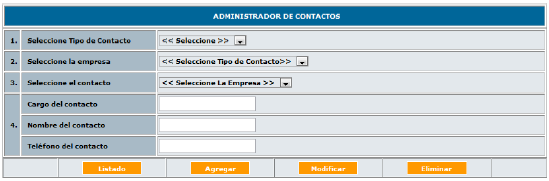 ADMINISTRADOR DE CONTACTOS
1. Seleccione Tipo de Contacto << Seleccione >>
2. Seleccione la empresa << Seleccione Tipo de Contacto>>
3. Seleccione el contacto << Seleccione La Empresa >>
4. Cargo del contacto
Nombre del contacto
Teléfono del contacto
Listado Agregar Modificar Eliminar